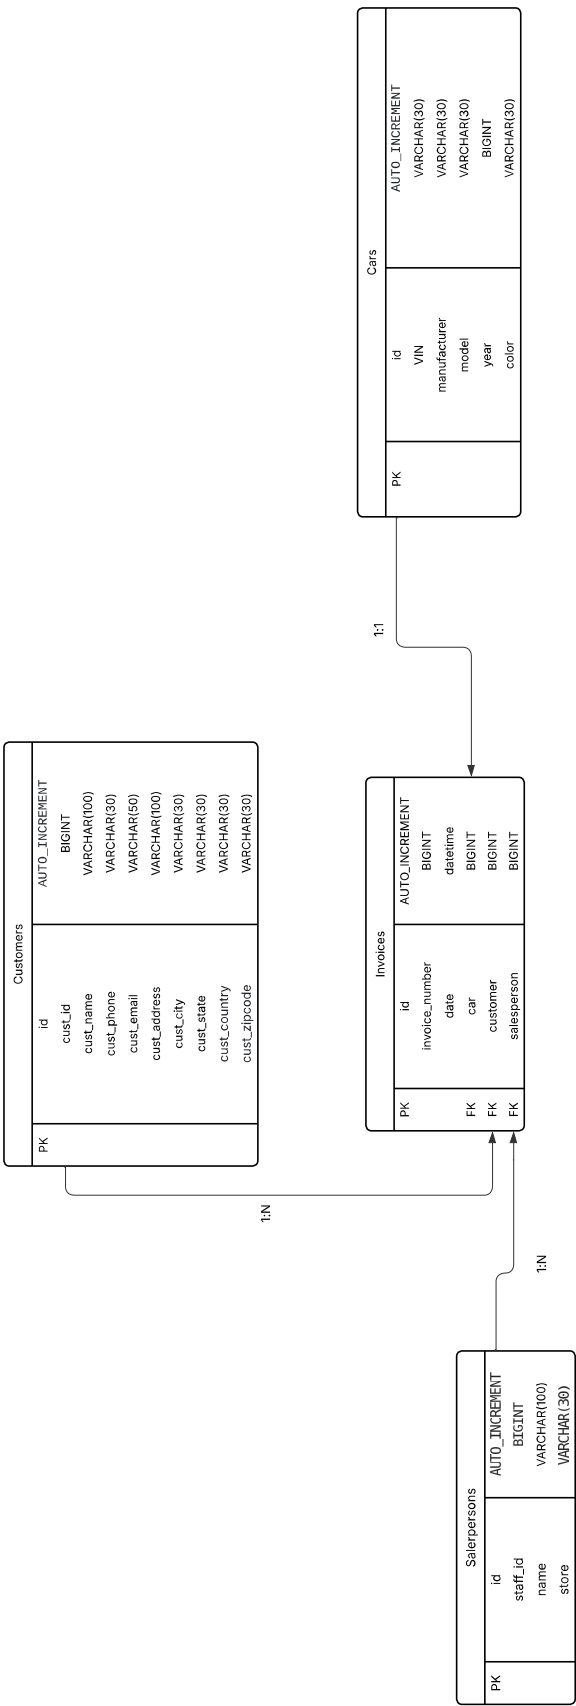 Customers
PK id AUTO_INCREMENT
cust_id BIGINT
cust_name VARCHAR(100)
cust_phone VARCHAR(30)
cust_email VARCHAR(50)
cust_address VARCHAR(100)
cust_city VARCHAR(30)
cust_state VARCHAR(30)
cust_country VARCHAR(30)
cust_zipcode VARCHAR(30)
1:N
Salerpersons
PK id AUTO_INCREMENT
staff_id BIGINT
name VARCHAR(100)
store VARCHAR(30)
1:N
Invoices
PK id AUTO_INCREMENT
invoice_number BIGINT
date datetime
FK car BIGINT
FK customer BIGINT
FK salesperson BIGINT
1:1
Cars
PK id AUTO_INCREMENT
VIN VARCHAR(30)
manufacturer VARCHAR(30)
model VARCHAR(30)
year BIGINT
color VARCHAR(30)